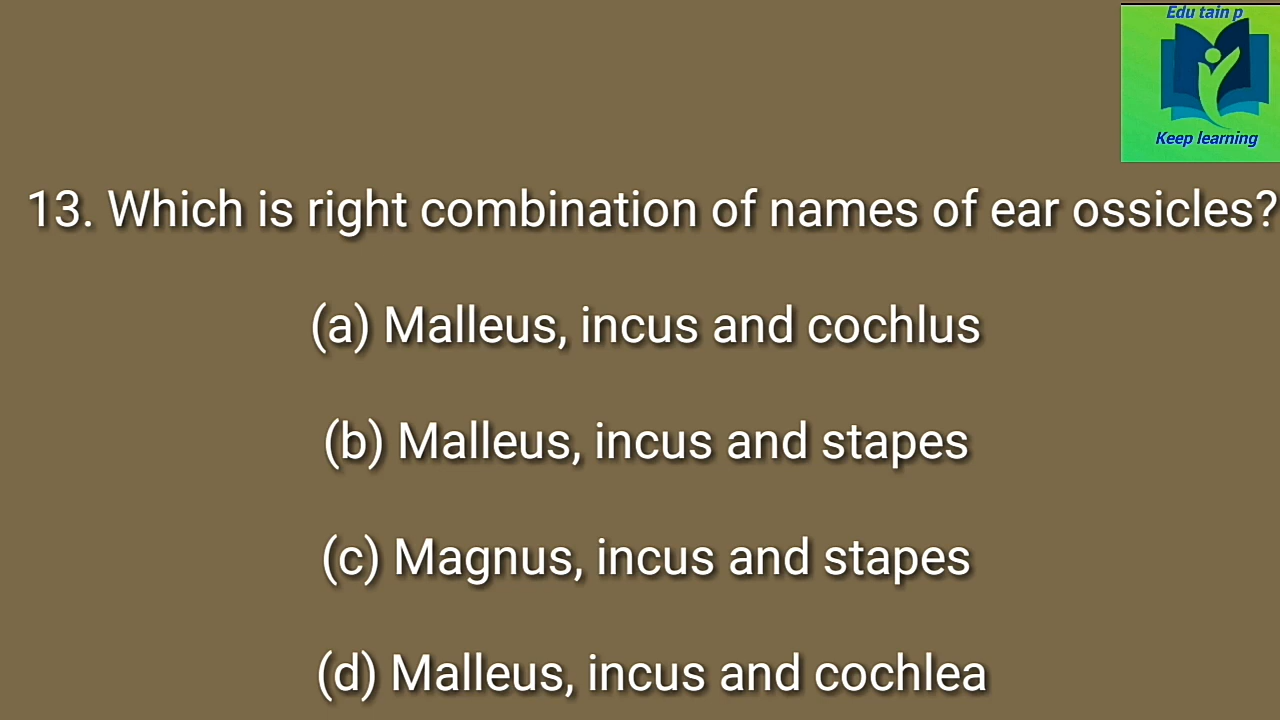 Edu tain p
Keep learning
13. Which is right combination of names of ear ossicles?
(a) Malleus, incus and cochlus
(b) Malleus, incus and stapes
(c) Magnus, incus and stapes
(d) Malleus, incus and cochlea